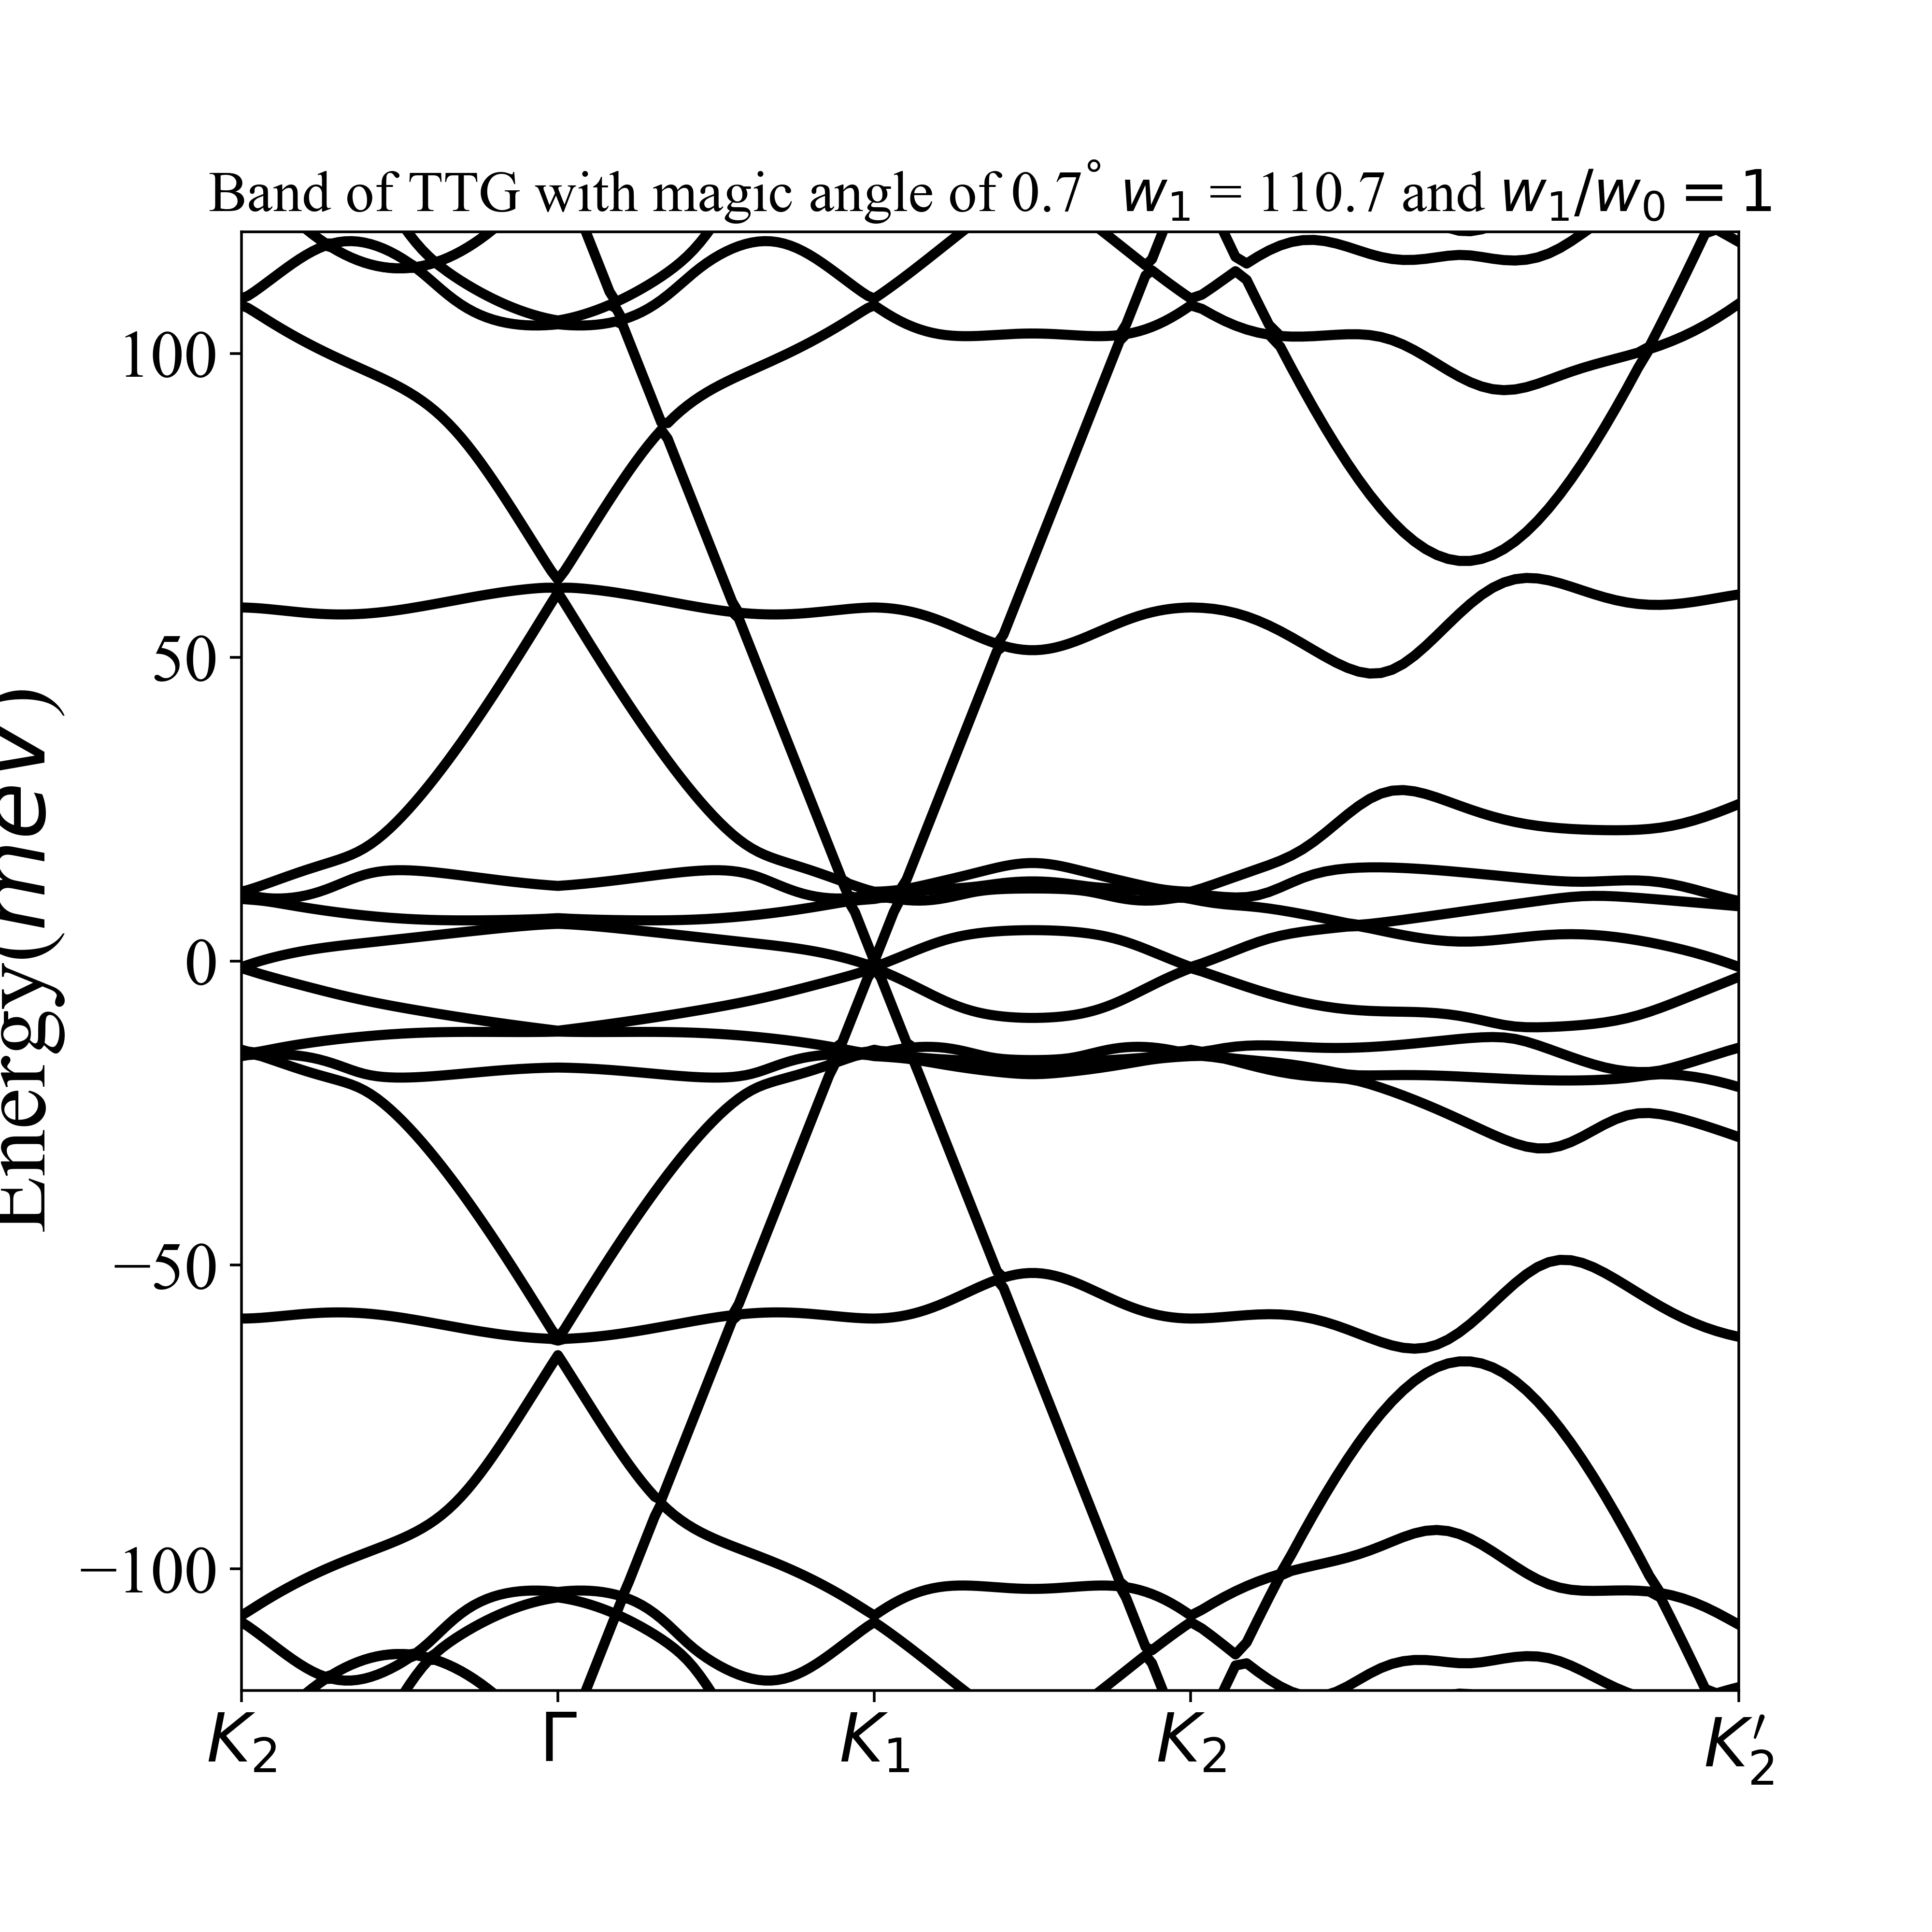 Band of TTG with magic angle of 0.7° w₁ = 110.7 and w₁/w₀ = 1
Energy(meV)
100
50
0
−50
−100
K₂ Γ K₁ K₂ K₂′